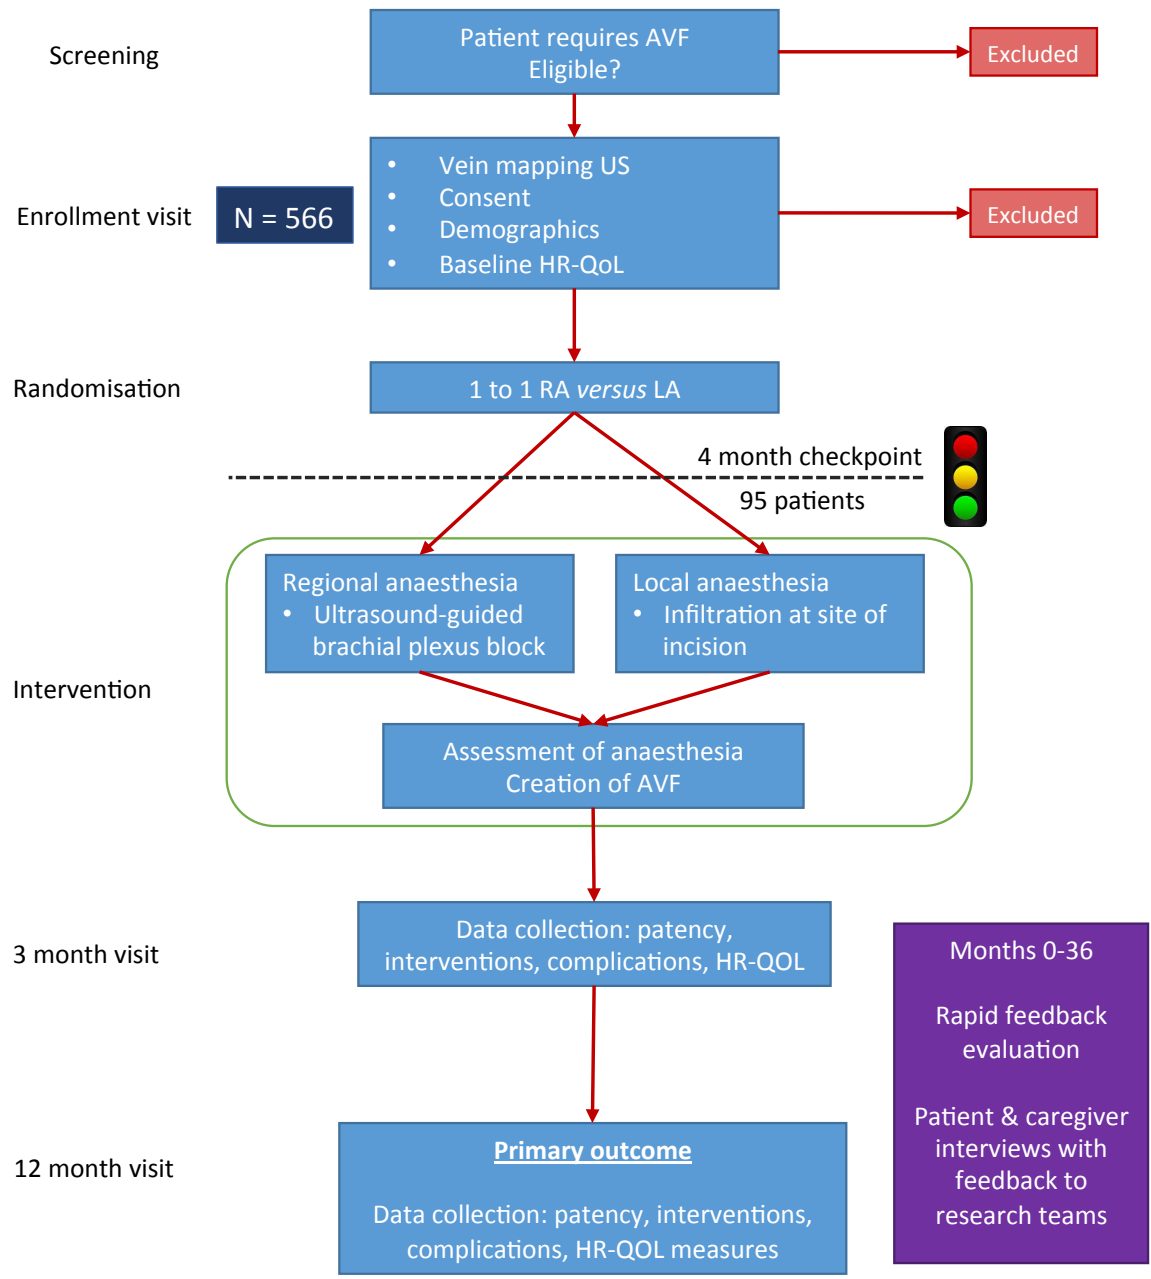 Screening
Patient requires AVF
Eligible?
Excluded
Enrollment visit
N = 566
• Vein mapping US
• Consent
• Demographics
• Baseline HR-QoL
Excluded
Randomisation
1 to 1 RA versus LA
4 month checkpoint
95 patients
Intervention
Regional anaesthesia
• Ultrasound-guided
brachial plexus block
Local anaesthesia
• Infiltration at site of
incision
Assessment of anaesthesia
Creation of AVF
3 month visit
Data collection: patency,
interventions, complications, HR-QOL
12 month visit
Primary outcome
Data collection: patency, interventions,
complications, HR-QOL measures
Months 0-36
Rapid feedback
evaluation
Patient & caregiver
interviews with
feedback to
research teams